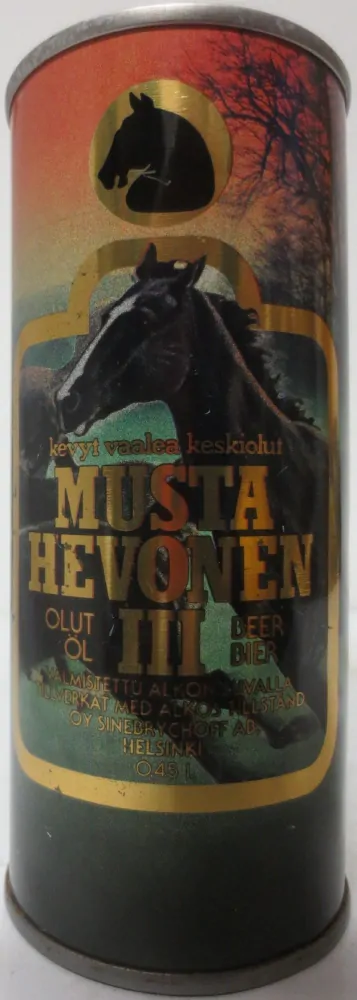 kevyt vaalea keskiolut
MUSTA
HEVONEN
OLUT III BEER
ÖL BIER
VALMISTETTU ALKON LUVALLA
TILLVERKAT MED ALKOS TILLSTÅND
OY SINEBRYCHOFF AB
HELSINKI
0.45 l